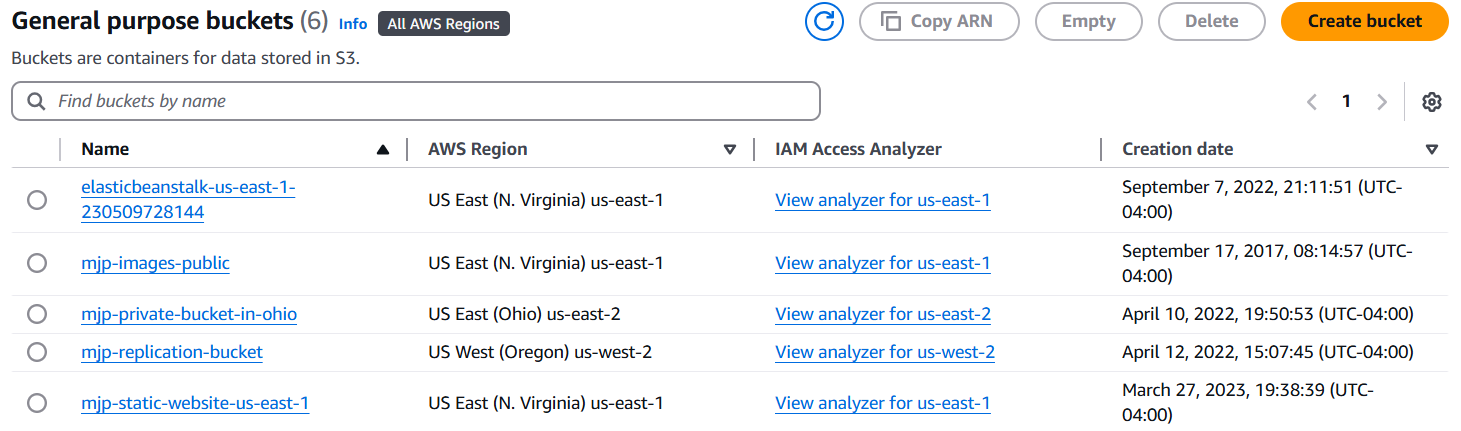 General purpose buckets (6) Info All AWS Regions Copy ARN Empty Delete Create bucket
Buckets are containers for data stored in S3.
Find buckets by name 1
Name AWS Region IAM Access Analyzer Creation date
elasticbeanstalk-us-east-1-
230509728144 US East (N. Virginia) us-east-1 View analyzer for us-east-1 September 7, 2022, 21:11:51 (UTC-
04:00)
mjp-images-public US East (N. Virginia) us-east-1 View analyzer for us-east-1 September 17, 2017, 08:14:57 (UTC-
04:00)
mjp-private-bucket-in-ohio US East (Ohio) us-east-2 View analyzer for us-east-2 April 10, 2022, 19:50:53 (UTC-04:00)
mjp-replication-bucket US West (Oregon) us-west-2 View analyzer for us-west-2 April 12, 2022, 15:07:45 (UTC-04:00)
mjp-static-website-us-east-1 US East (N. Virginia) us-east-1 View analyzer for us-east-1 March 27, 2023, 19:38:39 (UTC-
04:00)